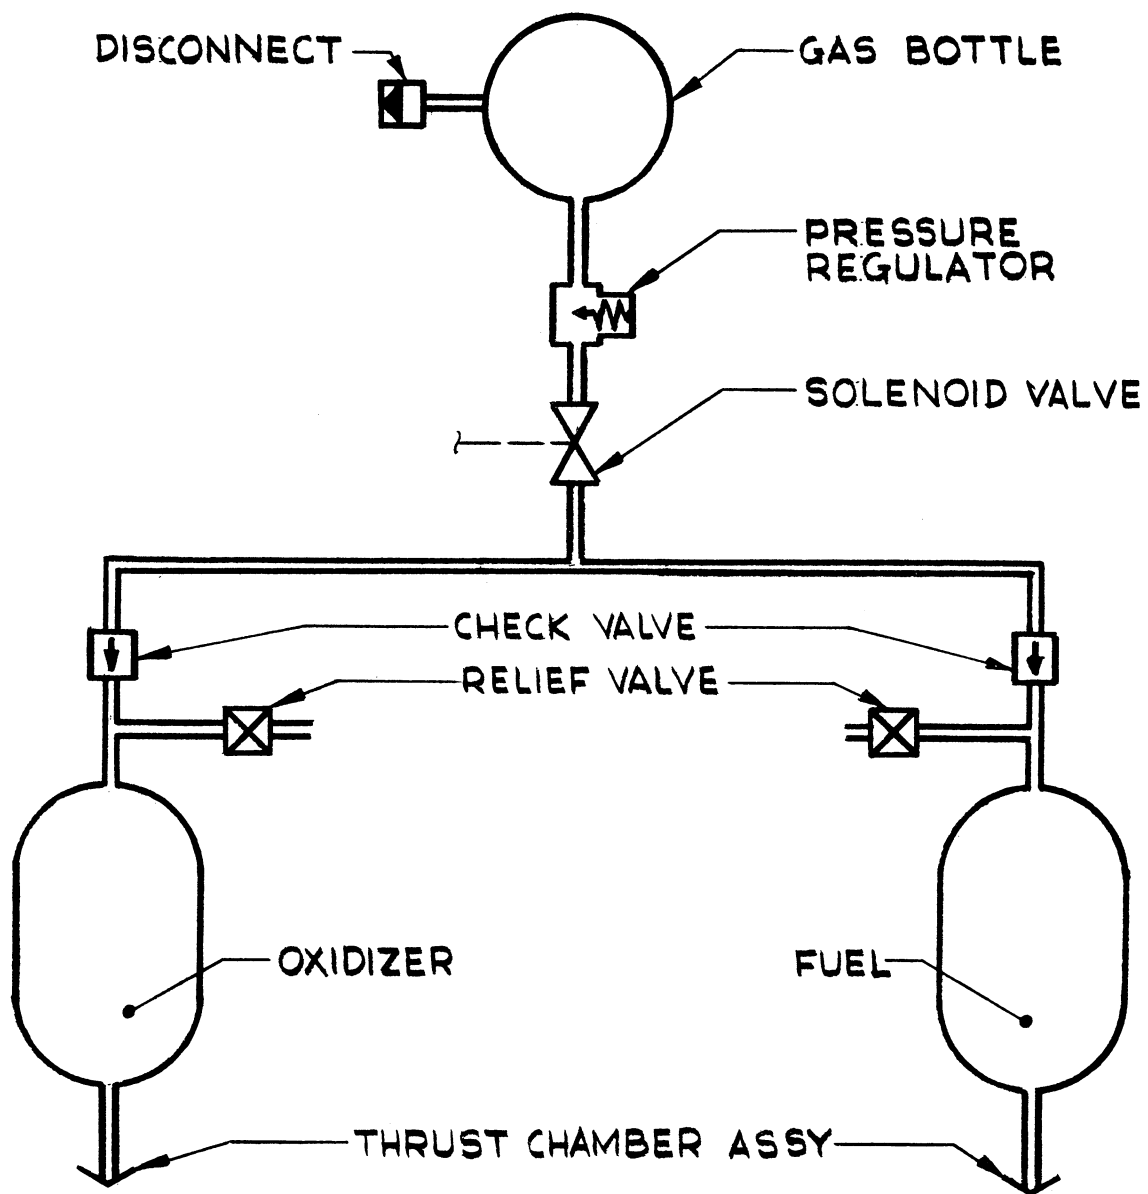 DISCONNECT
GAS BOTTLE
PRESSURE
REGULATOR
SOLENOID VALVE
CHECK VALVE
RELIEF VALVE
OXIDIZER
FUEL
THRUST CHAMBER ASSY